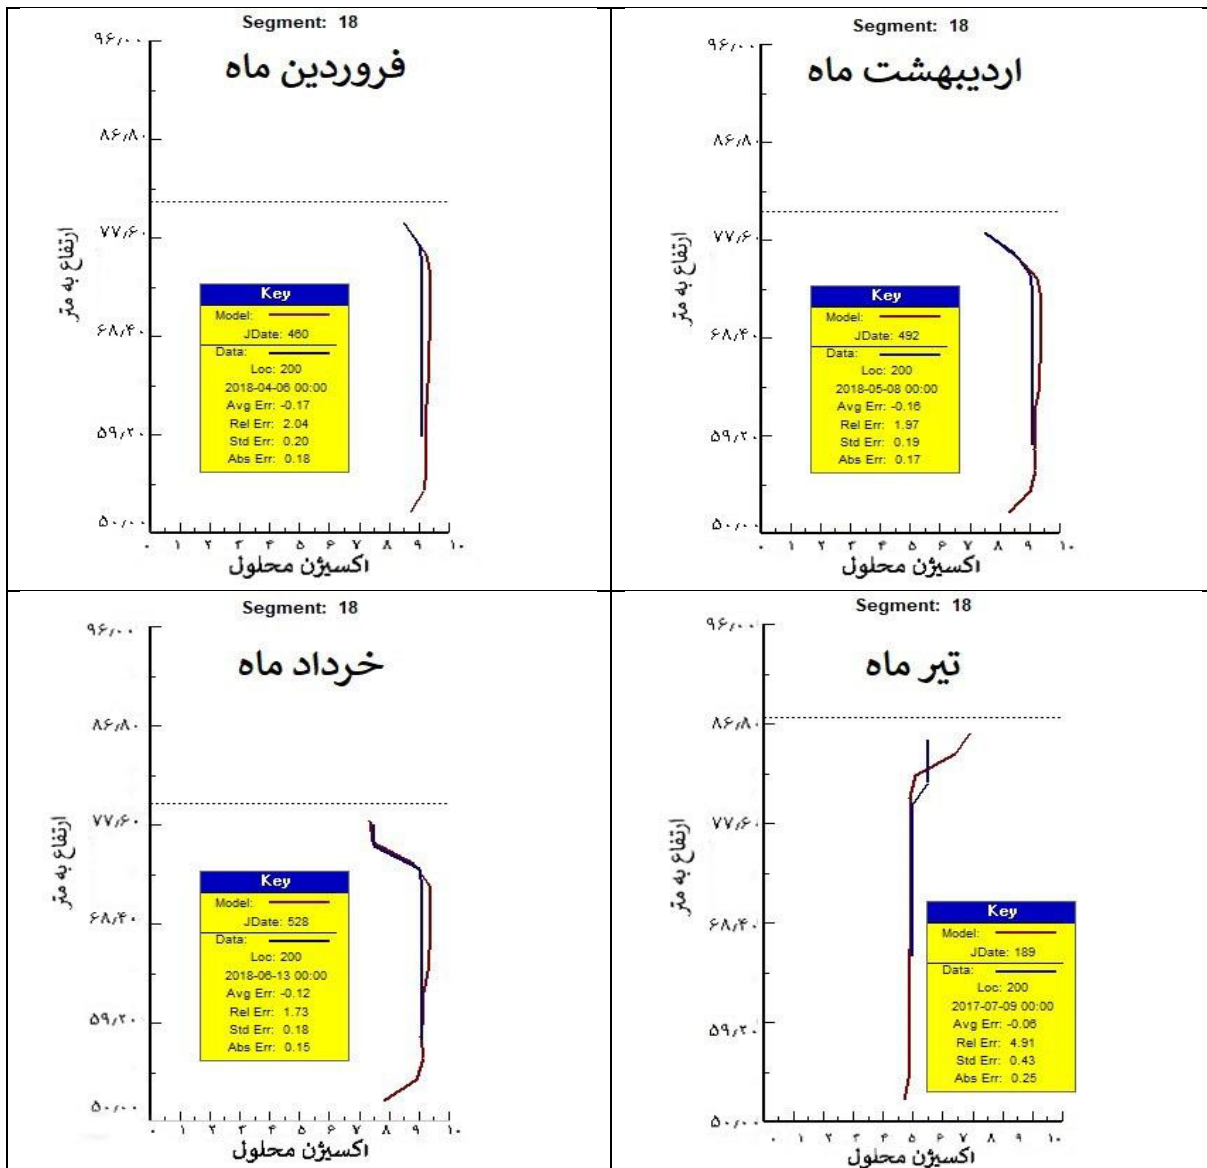 Segment: 18
فروردین ماه
۹۶٫۰۰
۸۶٫۸۰
۷۷٫۶۰
۶۸٫۴۰
۵۹٫۲۰
۵۰٫۰۰
ارتفاع به متر
Key
Model:
JDate: 460
Data:
Loc: 200
2018-04-06 00:00
Avg Err: -0.17
Rel Err: 2.04
Std Err: 0.20
Abs Err: 0.18
۰ ۱ ۲ ۳ ۴ ۵ ۶ ۷ ۸ ۹ ۱۰
اکسیژن محلول
Segment: 18
اردیبهشت ماه
۹۶٫۰۰
۸۶٫۸۰
۷۷٫۶۰
۶۸٫۴۰
۵۹٫۲۰
۵۰٫۰۰
ارتفاع به متر
Key
Model:
JDate: 492
Data:
Loc: 200
2018-05-08 00:00
Avg Err: -0.16
Rel Err: 1.97
Std Err: 0.19
Abs Err: 0.17
۰ ۱ ۲ ۳ ۴ ۵ ۶ ۷ ۸ ۹ ۱۰
اکسیژن محلول
Segment: 18
خرداد ماه
۹۶٫۰۰
۸۶٫۸۰
۷۷٫۶۰
۶۸٫۴۰
۵۹٫۲۰
۵۰٫۰۰
ارتفاع به متر
Key
Model:
JDate: 528
Data:
Loc: 200
2018-06-13 00:00
Avg Err: -0.12
Rel Err: 1.73
Std Err: 0.18
Abs Err: 0.15
۰ ۱ ۲ ۳ ۴ ۵ ۶ ۷ ۸ ۹ ۱۰
اکسیژن محلول
Segment: 18
تیر ماه
۹۶٫۰۰
۸۶٫۸۰
۷۷٫۶۰
۶۸٫۴۰
۵۹٫۲۰
۵۰٫۰۰
ارتفاع به متر
Key
Model:
JDate: 189
Data:
Loc: 200
2017-07-09 00:00
Avg Err: -0.06
Rel Err: 4.91
Std Err: 0.43
Abs Err: 0.25
۰ ۱ ۲ ۳ ۴ ۵ ۶ ۷ ۸ ۹ ۱۰
اکسیژن محلول